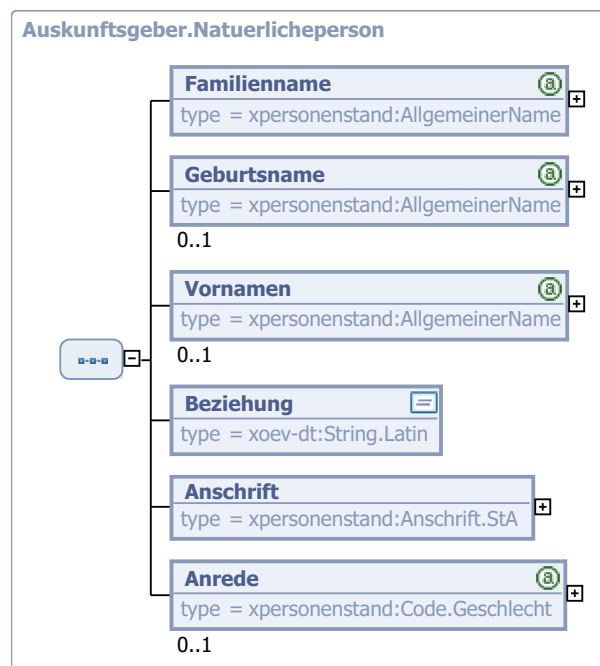 Auskunftsgeber.Natuerlicheperson
Familienname
type = xpersonenstand:AllgemeinerName
Geburtsname
type = xpersonenstand:AllgemeinerName
0..1
Vornamen
type = xpersonenstand:AllgemeinerName
0..1
Beziehung
type = xoev-dt:String.Latin
Anschrift
type = xpersonenstand:Anschrift.StA
Anrede
type = xpersonenstand:Code.Geschlecht
0..1